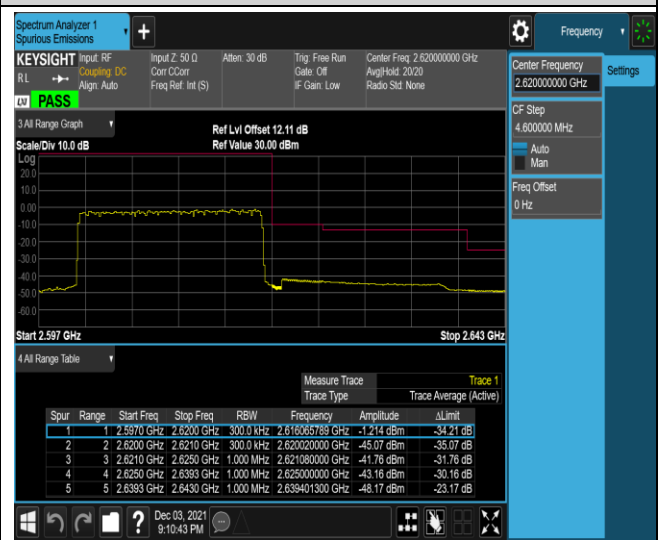 Spectrum Analyzer 1
Spurious Emissions
+
Frequency
KEYSIGHT Input: RF Input Z: 50 Ω Atten: 30 dB Trig: Free Run Center Freq: 2.620000000 GHz
RL Coupling: DC Corr CCorr Gate: Off Avg|Hold: 20/20
Align: Auto Freq Ref: Int (S) IF Gain: Low Radio Std: None
LXI PASS
Center Frequency
2.620000000 GHz
Settings
CF Step
4.600000 MHz
Auto
Man
Freq Offset
0 Hz
3 All Range Graph
Ref Lvl Offset 12.11 dB
Scale/Div 10.0 dB Ref Value 30.00 dBm
Log
20.0
10.0
0.00
-10.0
-20.0
-30.0
-40.0
-50.0
-60.0
Start 2.597 GHz Stop 2.643 GHz
4 All Range Table
Measure Trace Trace 1
Trace Type Trace Average (Active)
Spur Range Start Freq Stop Freq RBW Frequency Amplitude ΔLimit
1 1 2.5970 GHz 2.6200 GHz 300.0 kHz 2.616065789 GHz -1.214 dBm -34.21 dB
2 2 2.6200 GHz 2.6210 GHz 300.0 kHz 2.620020000 GHz -45.07 dBm -35.07 dB
3 3 2.6210 GHz 2.6250 GHz 1.000 MHz 2.621080000 GHz -41.76 dBm -31.76 dB
4 4 2.6250 GHz 2.6393 GHz 1.000 MHz 2.625000000 GHz -43.16 dBm -30.16 dB
5 5 2.6393 GHz 2.6430 GHz 1.000 MHz 2.639401300 GHz -48.17 dBm -23.17 dB
?
Dec 03, 2021
9:10:43 PM